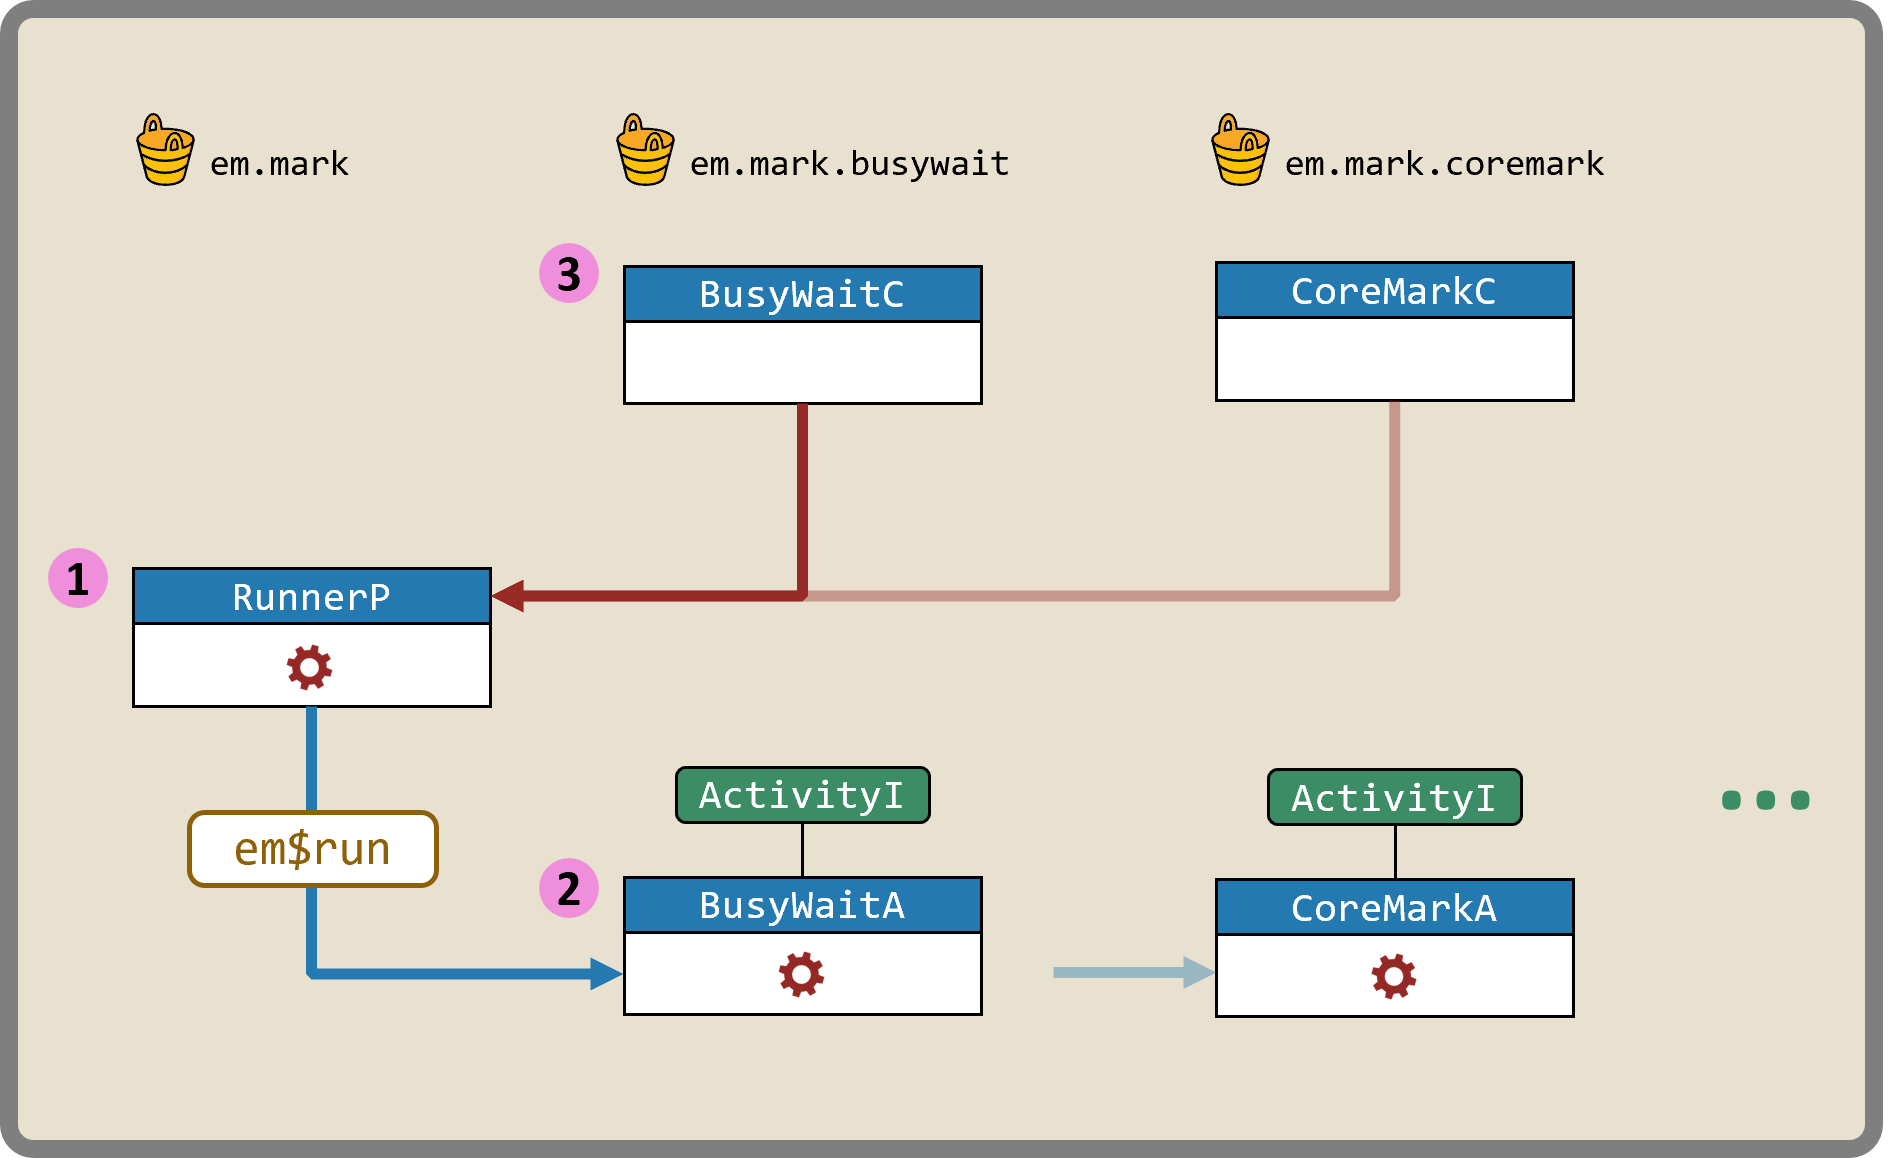 em.mark
em.mark.busywait
em.mark.coremark
3
BusyWaitC
CoreMarkC
1
RunnerP
ActivityI
ActivityI
...
em$run
2
BusyWaitA
CoreMarkA